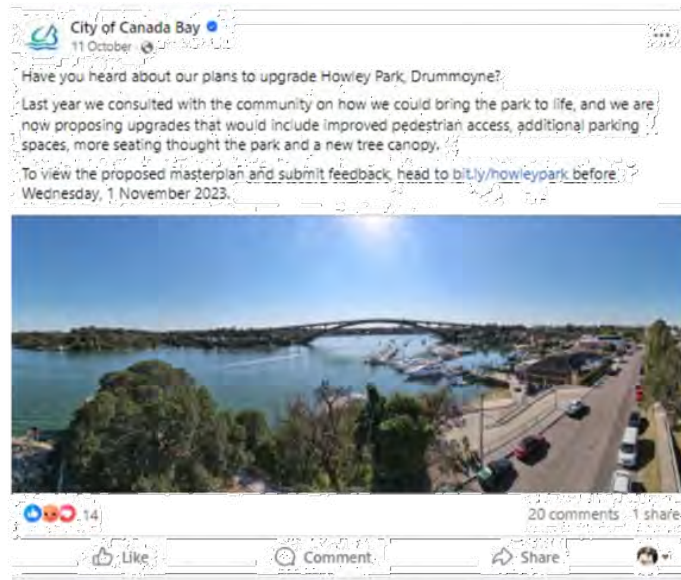 City of Canada Bay
11 October
Have you heard about our plans to upgrade Howley Park, Drummoyne?
Last year we consulted with the community on how we could bring the park to life, and we are
now proposing upgrades that would include improved pedestrian access, additional parking
spaces, more seating thought the park and a new tree canopy.
To view the proposed masterplan and submit feedback, head to bit.ly/howleypark before
Wednesday, 1 November 2023.
14
20 comments 1 share
Like Comment Share